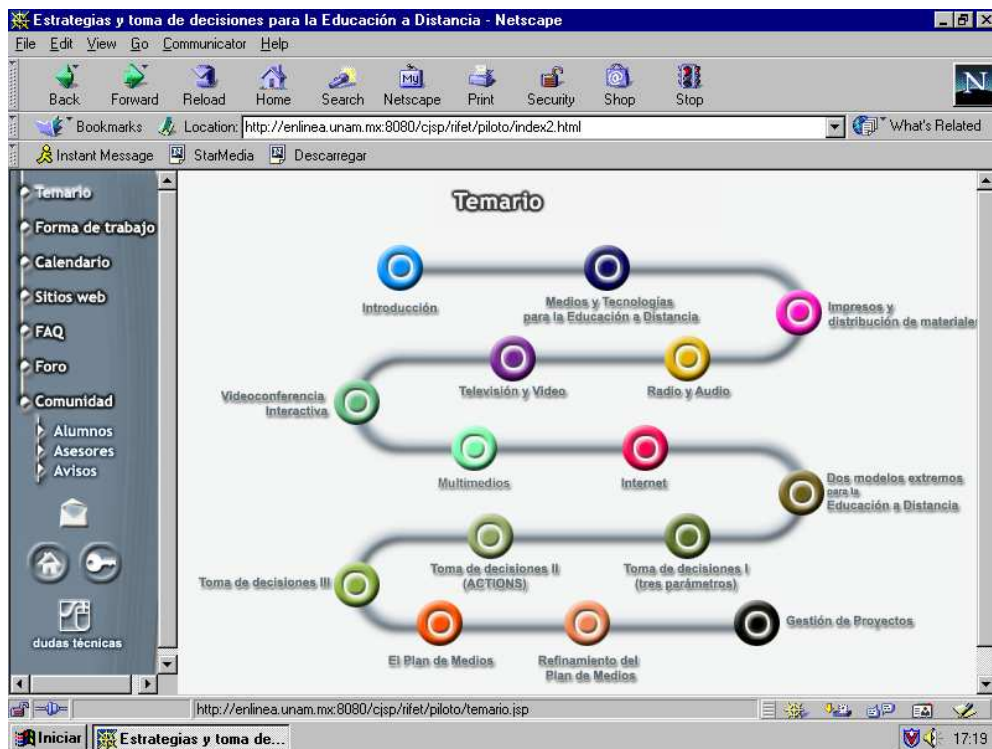 Estrategias y toma de decisiones para la Educación a Distancia - Netscape
File Edit View Go Communicator Help
Back Forward Reload Home Search Netscape Print Security Shop Stop
Bookmarks Location: http://enlinea.unam.mx:8080/cjsp/rifet/piloto/index2.html What's Related
Instant Message StarMedia Descarregar
Temario
Forma de trabajo
Calendario
Sitios web
FAQ
Foro
Comunidad
Alumnos
Asesores
Avisos
dudas técnicas
Temario
Introducción
Medios y Tecnologías
para la Educación a Distancia
Impresos y
distribución de materiale
Radio y Audio
Televisión y Video
Videoconferencia
Interactiva
Multimedios
Internet
Dos modelos extremos
para la
Educación a Distancia
Toma de decisiones I
(tres parámetros)
Toma de decisiones II
(ACTIONS)
Toma de decisiones III
El Plan de Medios
Refinamiento del
Plan de Medios
Gestión de Proyectos
http://enlinea.unam.mx:8080/cjsp/rifet/piloto/temario.jsp
Iniciar Estrategias y toma de... 17:19